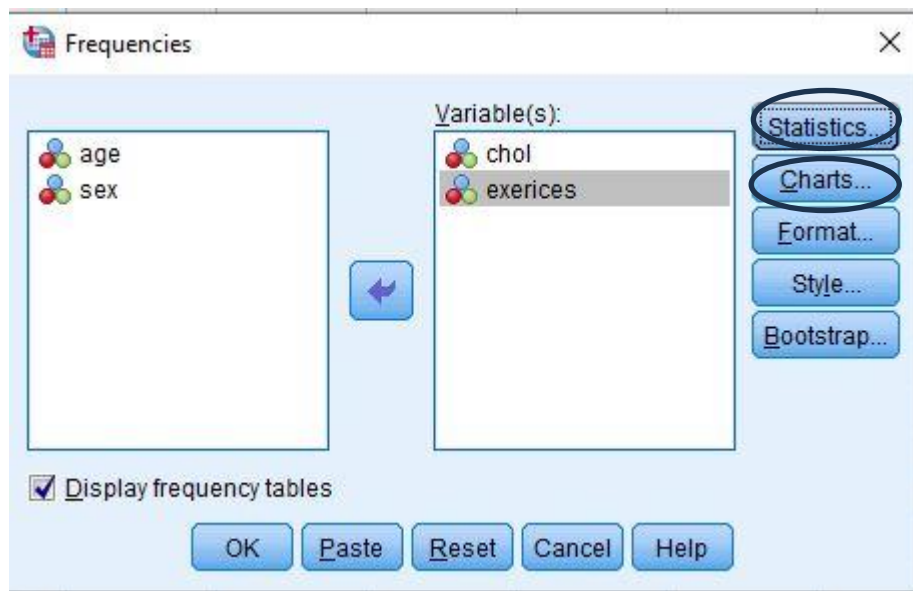 Frequencies
Variable(s):
age
sex
chol
exerices
Statistics...
Charts...
Format...
Style...
Bootstrap...
Display frequency tables
OK Paste Reset Cancel Help